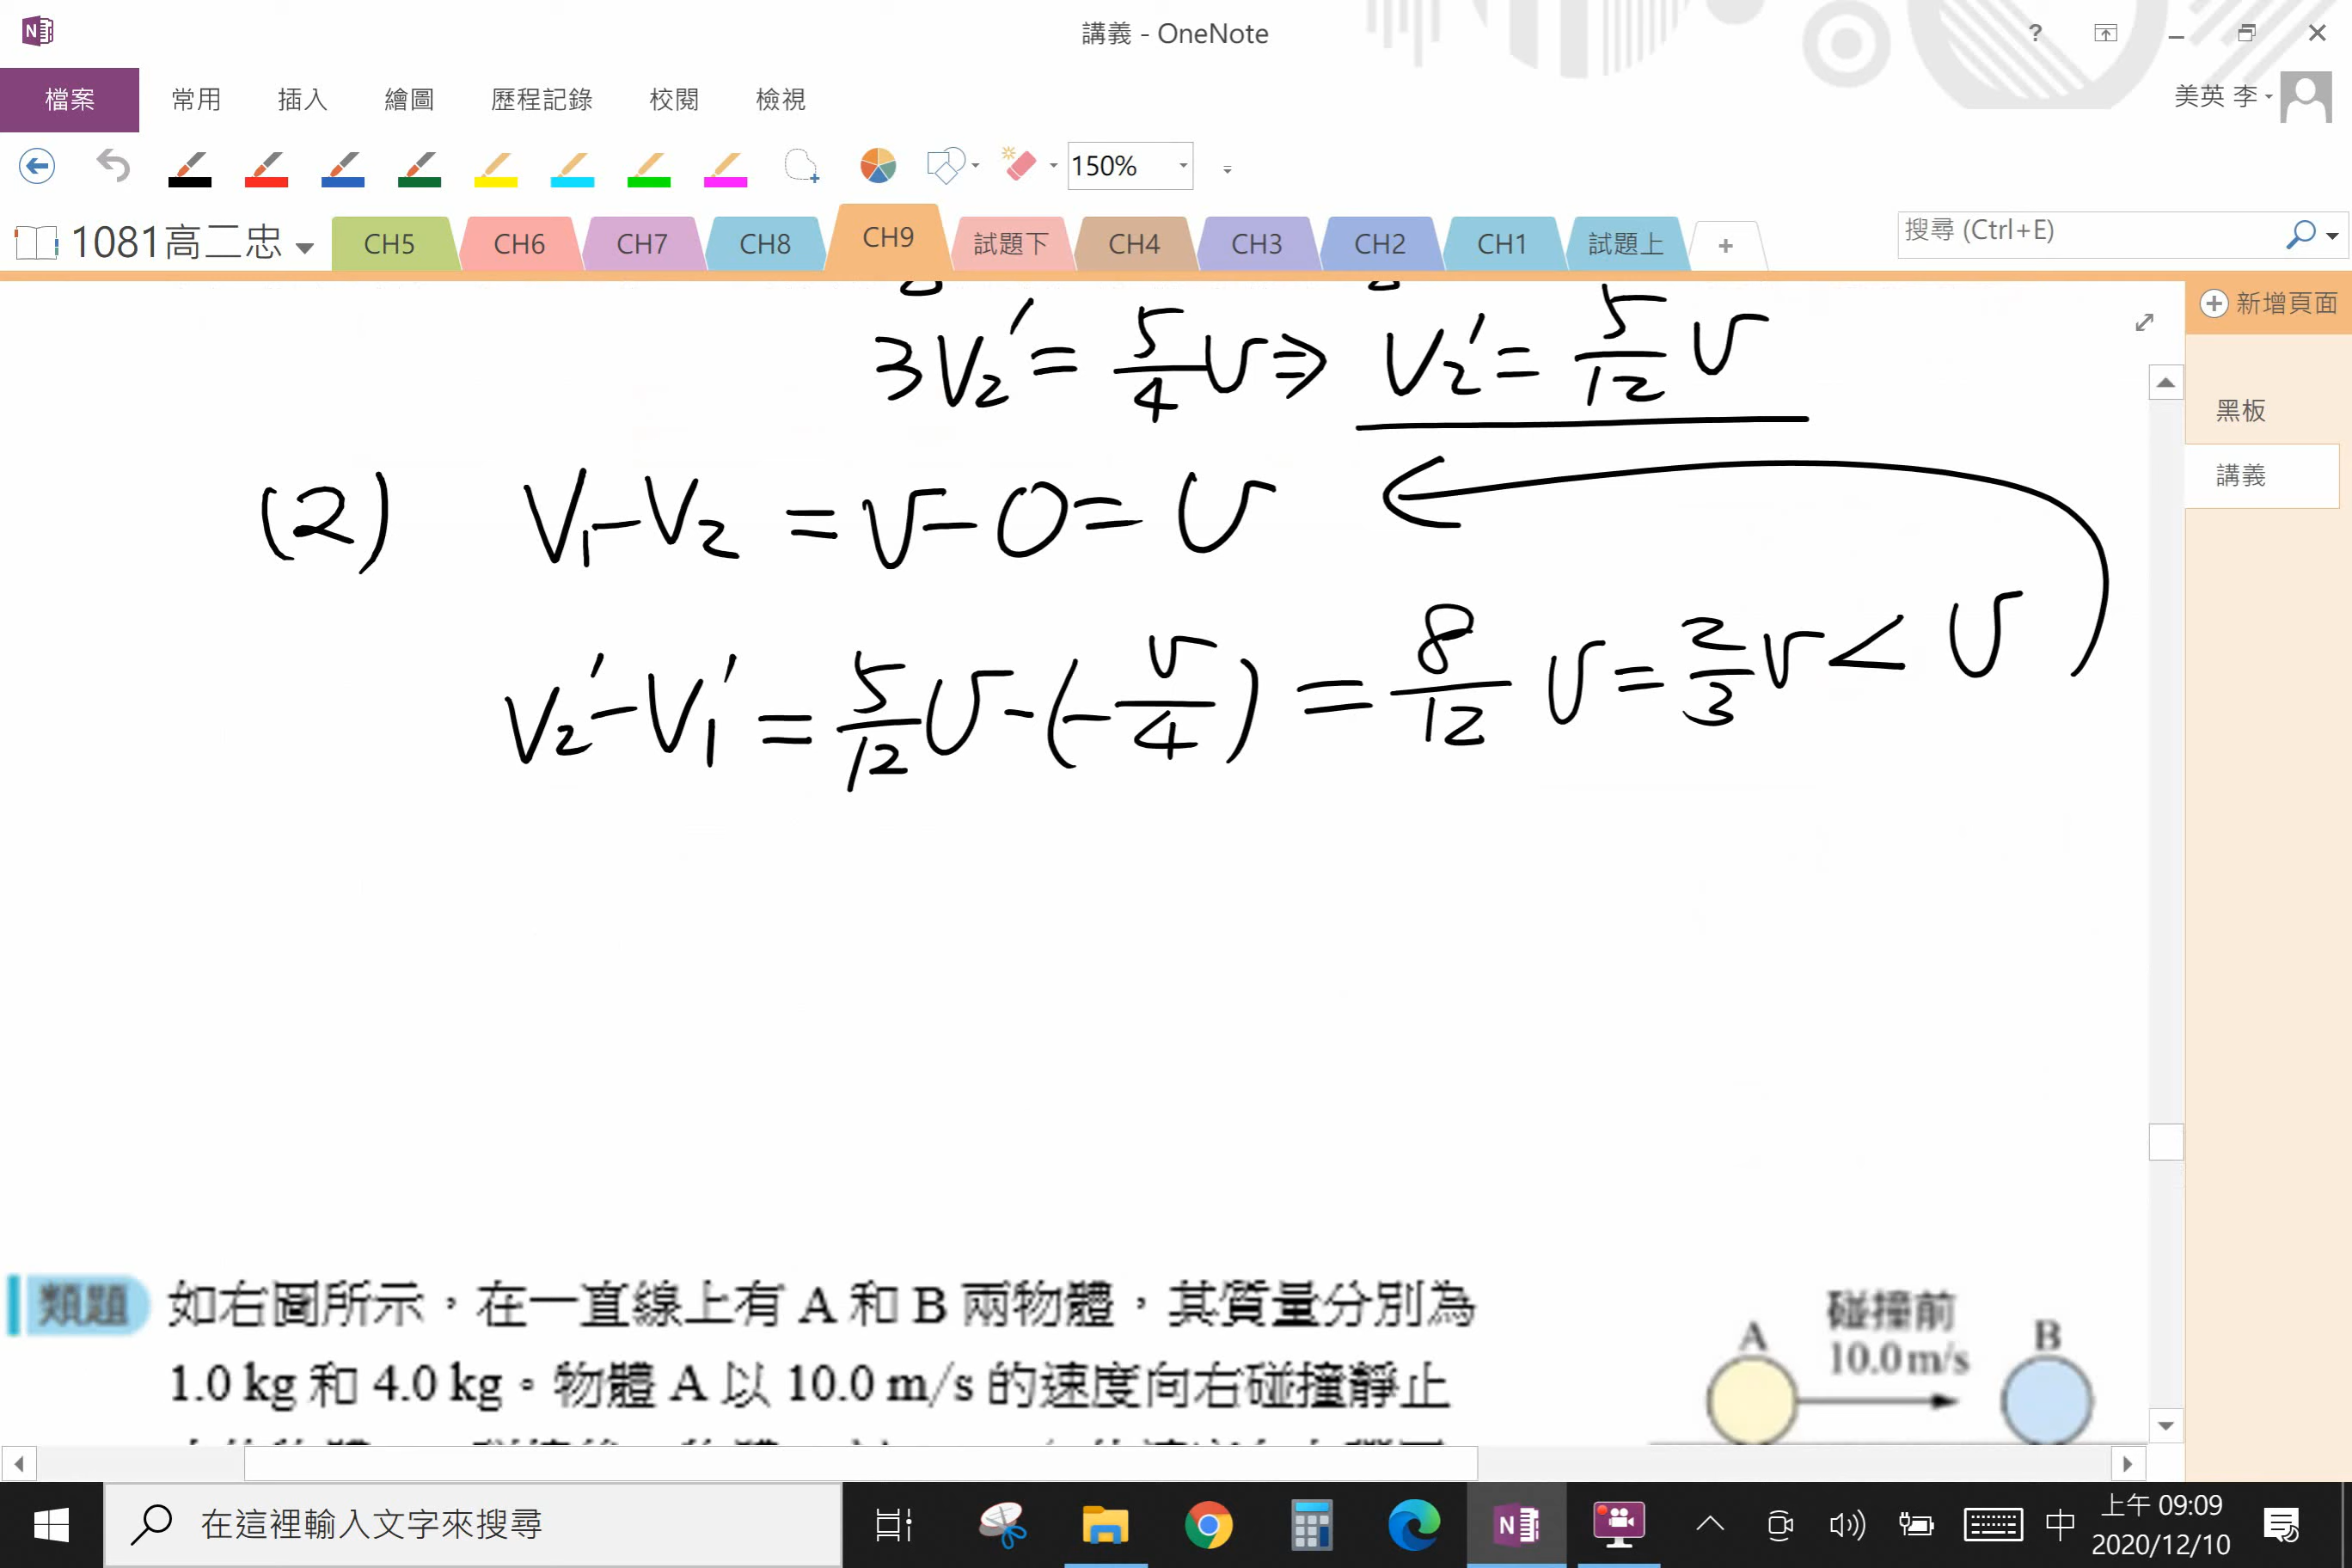 講義 - OneNote
?
檔案 常用 插入 繪圖 歷程記錄 校閱 檢視
美英 李
150%
1081高二忠 CH5 CH6 CH7 CH8 CH9 試題下 CH4 CH3 CH2 CH1 試題上 +
搜尋 (Ctrl+E)
新增頁面
黑板
講義
3V₂' = 5/4 v ⇒ V₂' = 5/12 v
(2) V₁-V₂ = v-0 = v
V₂'-V₁' = 5/12 v-(-v/4) = 8/12 v = 2/3 v < v
類題 如右圖所示，在一直線上有 A 和 B 兩物體，其質量分別為
1.0 kg 和 4.0 kg。物體 A 以 10.0 m/s 的速度向右碰撞靜止
碰撞前
A 10.0 m/s B
在這裡輸入文字來搜尋
中
上午 09:09
2020/12/10